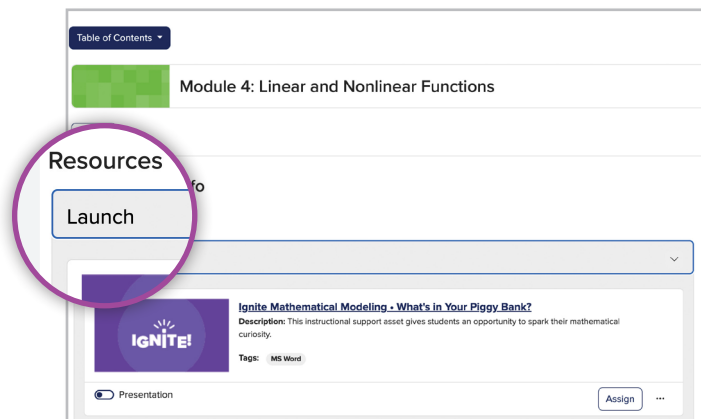 Table of Contents
Module 4: Linear and Nonlinear Functions
Resources
fo
Launch
IGNITE!
Ignite Mathematical Modeling • What's in Your Piggy Bank?
Description: This instructional support asset gives students an opportunity to spark their mathematical
curiosity.
Tags: MS Word
Presentation
Assign